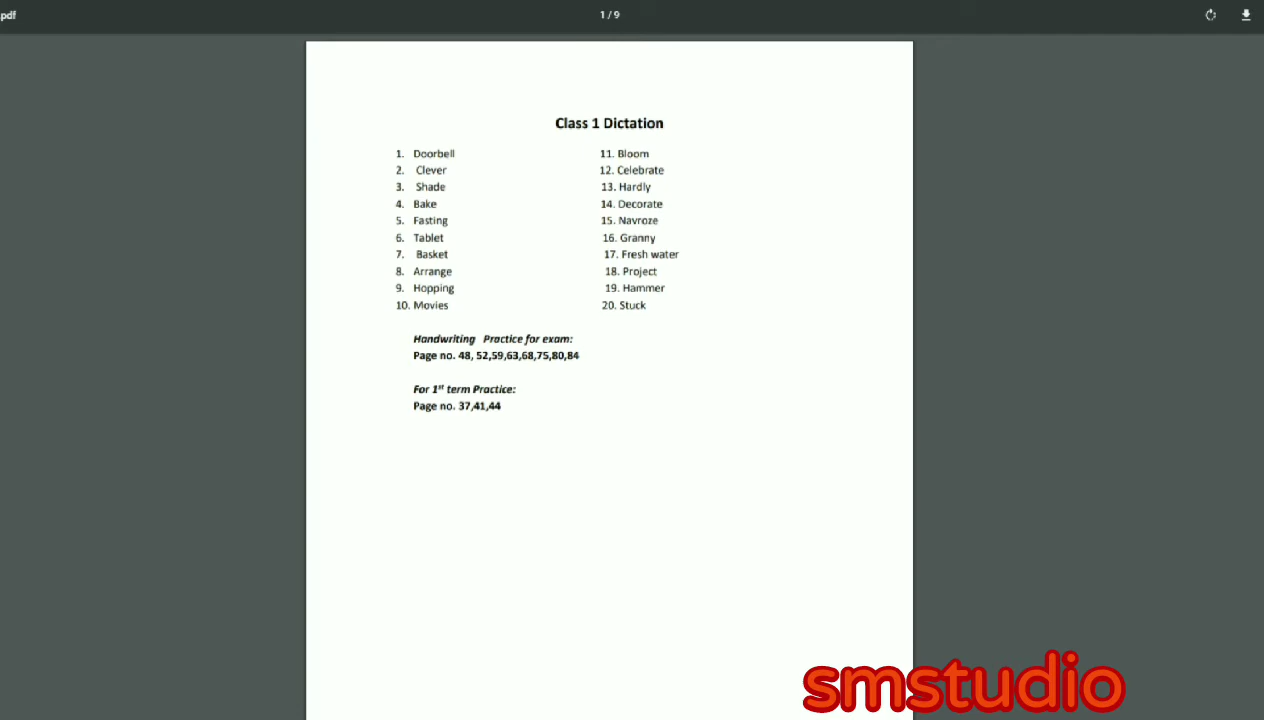 .pdf
1 / 9
Class 1 Dictation
1. Doorbell
2. Clever
3. Shade
4. Bake
5. Fasting
6. Tablet
7. Basket
8. Arrange
9. Hopping
10. Movies
11. Bloom
12. Celebrate
13. Hardly
14. Decorate
15. Navroze
16. Granny
17. Fresh water
18. Project
19. Hammer
20. Stuck
Handwriting Practice for exam:
Page no. 48, 52,59,63,68,75,80,84
For 1st term Practice:
Page no. 37,41,44
smstudio